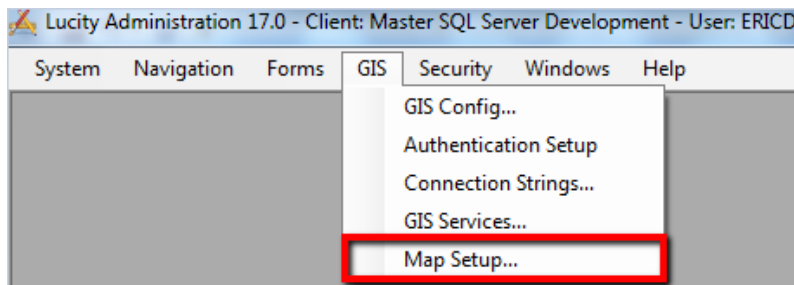 Lucity Administration 17.0 - Client: Master SQL Server Development - User: ERICD
System Navigation Forms GIS Security Windows Help
GIS Config...
Authentication Setup
Connection Strings...
GIS Services...
Map Setup...